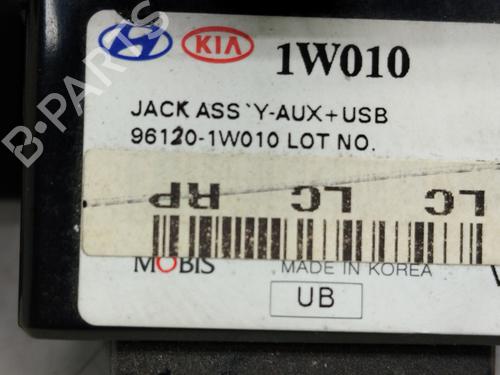 KIA 1W010
JACK ASS`Y-AUX+USB
96120-1W010 LOT NO.
LC LC RP
MOBIS MADE IN KOREA
UB
B-PARTS